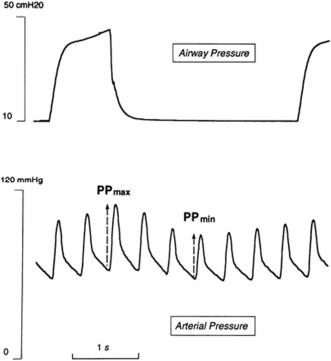 50 cmH20
Airway Pressure
10
120 mmHg
PPmax
PPmin
Arterial Pressure
0
1 s